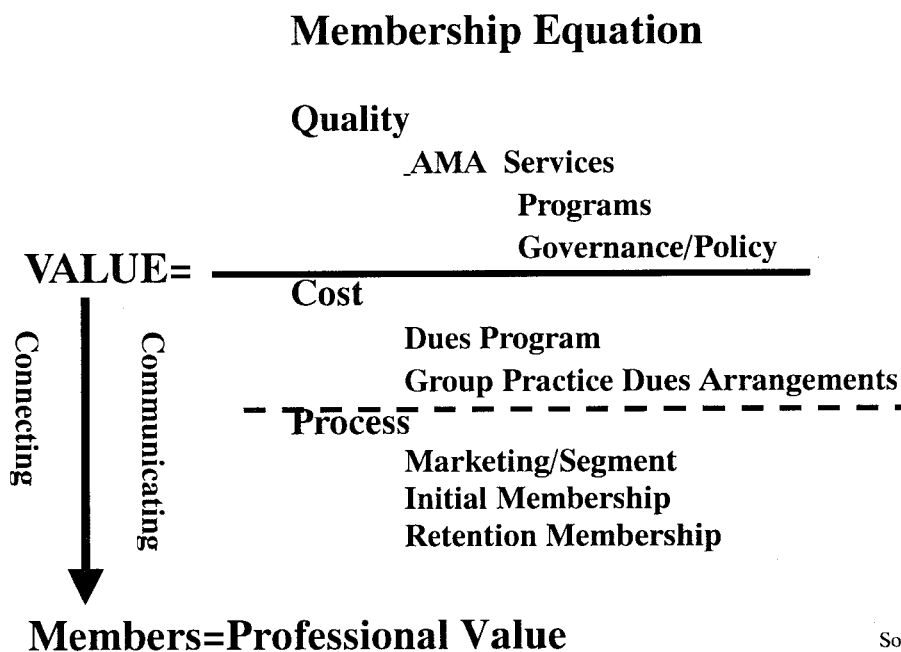 Membership Equation
Quality
AMA Services
Programs
Governance/Policy
VALUE=
Cost
Dues Program
Group Practice Dues Arrangements
Process
Marketing/Segment
Initial Membership
Retention Membership
Connecting
Communicating
Members=Professional Value
So